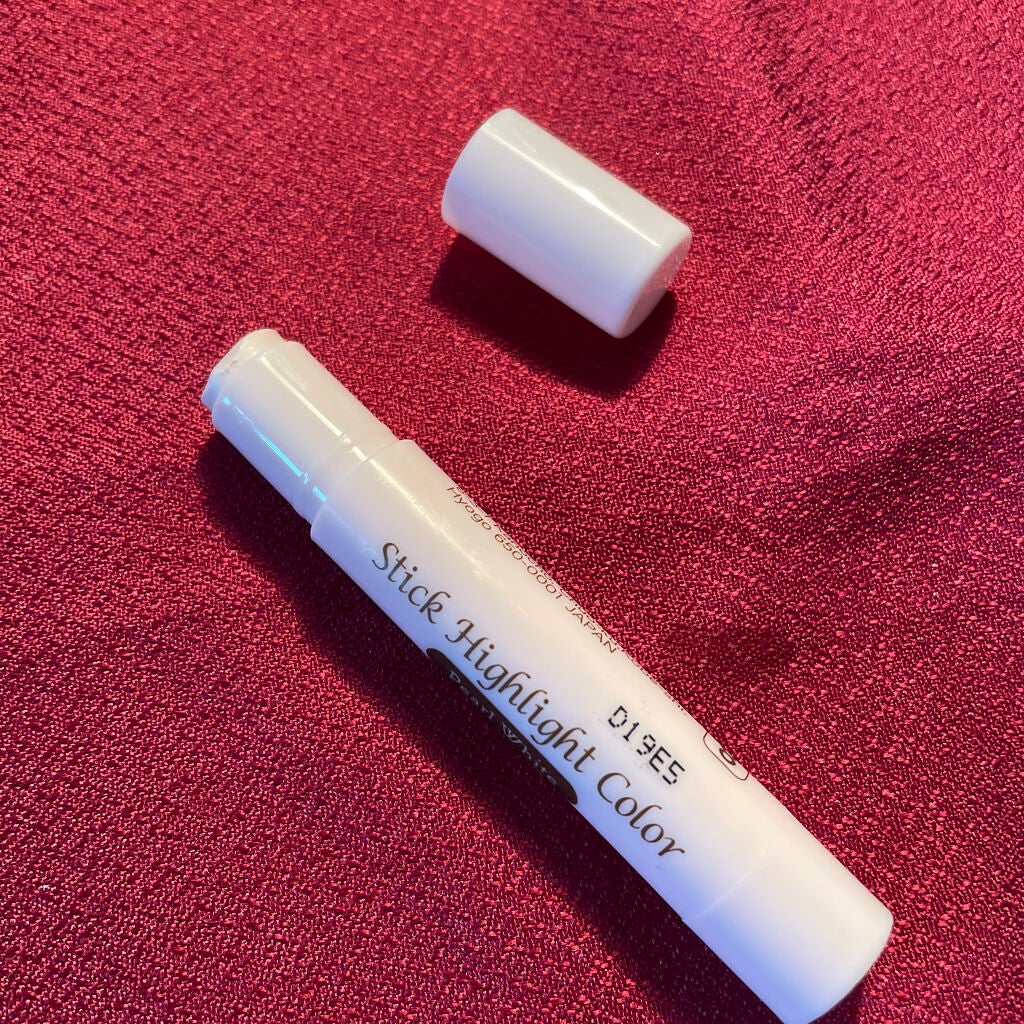 Hyogo 650-0001 JAPAN
Stick Highlight Color
Pearl White
D19E5